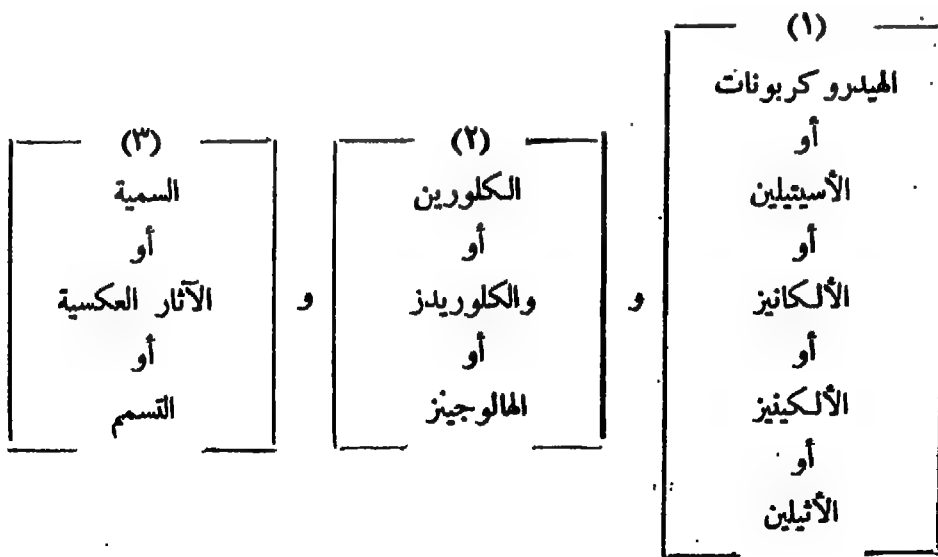 (١)
الهيدروكربونات
أو
الأسيتيلين
أو
الألكانيز
أو
الألكينيز
أو
الأثيلين
و
(٢)
الكلورين
أو
والكلوريدز
أو
الهالوجينز
و
(٣)
السمية
أو
الآثار العكسية
أو
التسمم